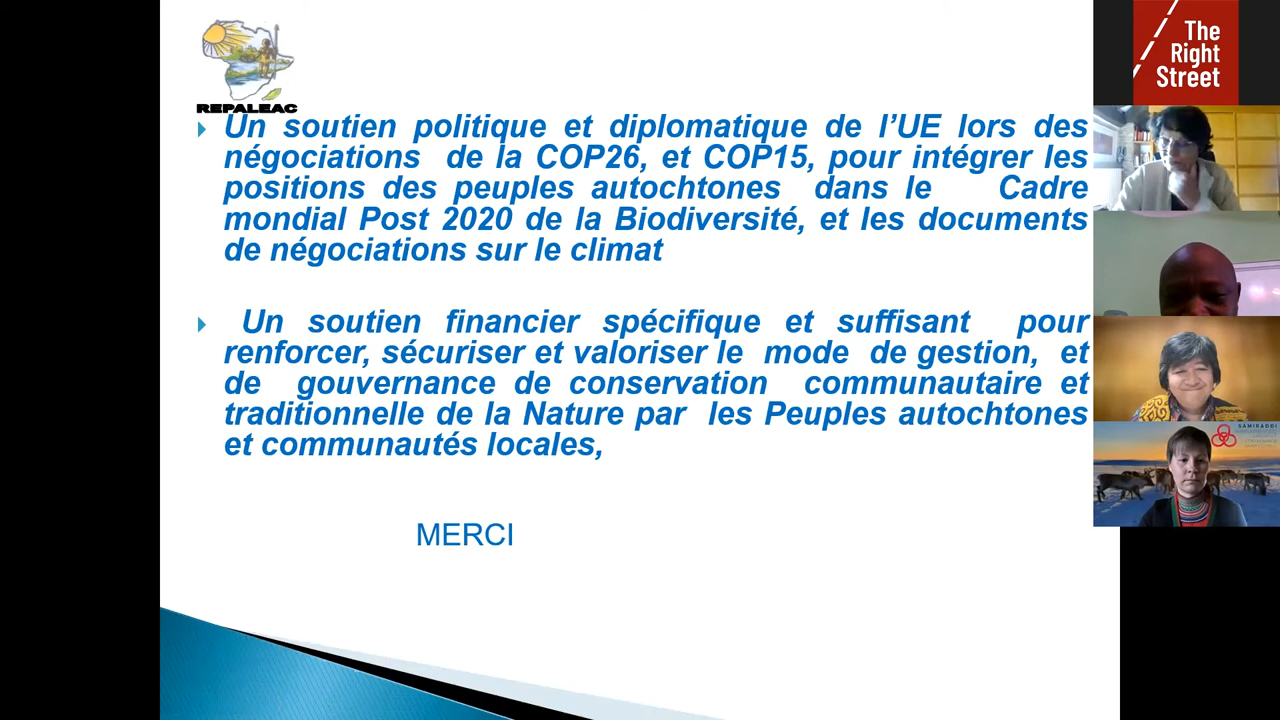 REPALEAC
Un soutien politique et diplomatique de l’UE lors des
négociations de la COP26, et COP15, pour intégrer les
positions des peuples autochtones dans le Cadre
mondial Post 2020 de la Biodiversité, et les documents
de négociations sur le climat
Un soutien financier spécifique et suffisant pour
renforcer, sécuriser et valoriser le mode de gestion, et
de gouvernance de conservation communautaire et
traditionnelle de la Nature par les Peuples autochtones
et communautés locales,
MERCI
The
Right
Street
SAMIRAĐĐI